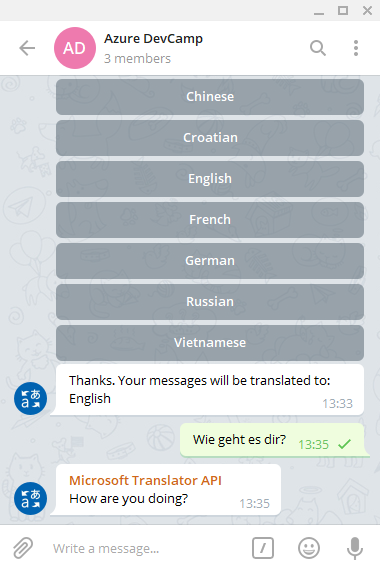 AD
Azure DevCamp
3 members
Chinese
Croatian
English
French
German
Russian
Vietnamese
Thanks. Your messages will be translated to:
English
13:33
Wie geht es dir?
13:35
Microsoft Translator API
How are you doing?
13:35
Write a message...